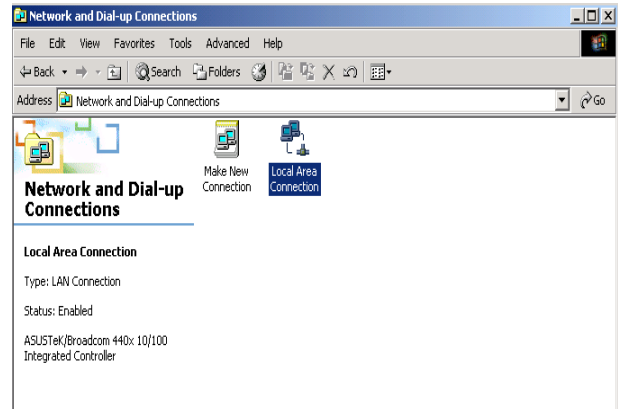 Network and Dial-up Connections
File Edit View Favorites Tools Advanced Help
Back Search Folders
Address Network and Dial-up Connections Go
Make New
Connection
Local Area
Connection
Network and Dial-up
Connections
Local Area Connection
Type: LAN Connection
Status: Enabled
ASUSTeK/Broadcom 440x 10/100
Integrated Controller